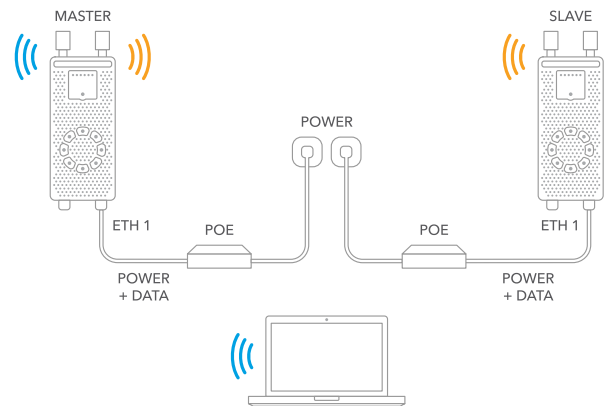 MASTER
SLAVE
POWER
ETH 1
POE
POE
ETH 1
POWER
+ DATA
POWER
+ DATA